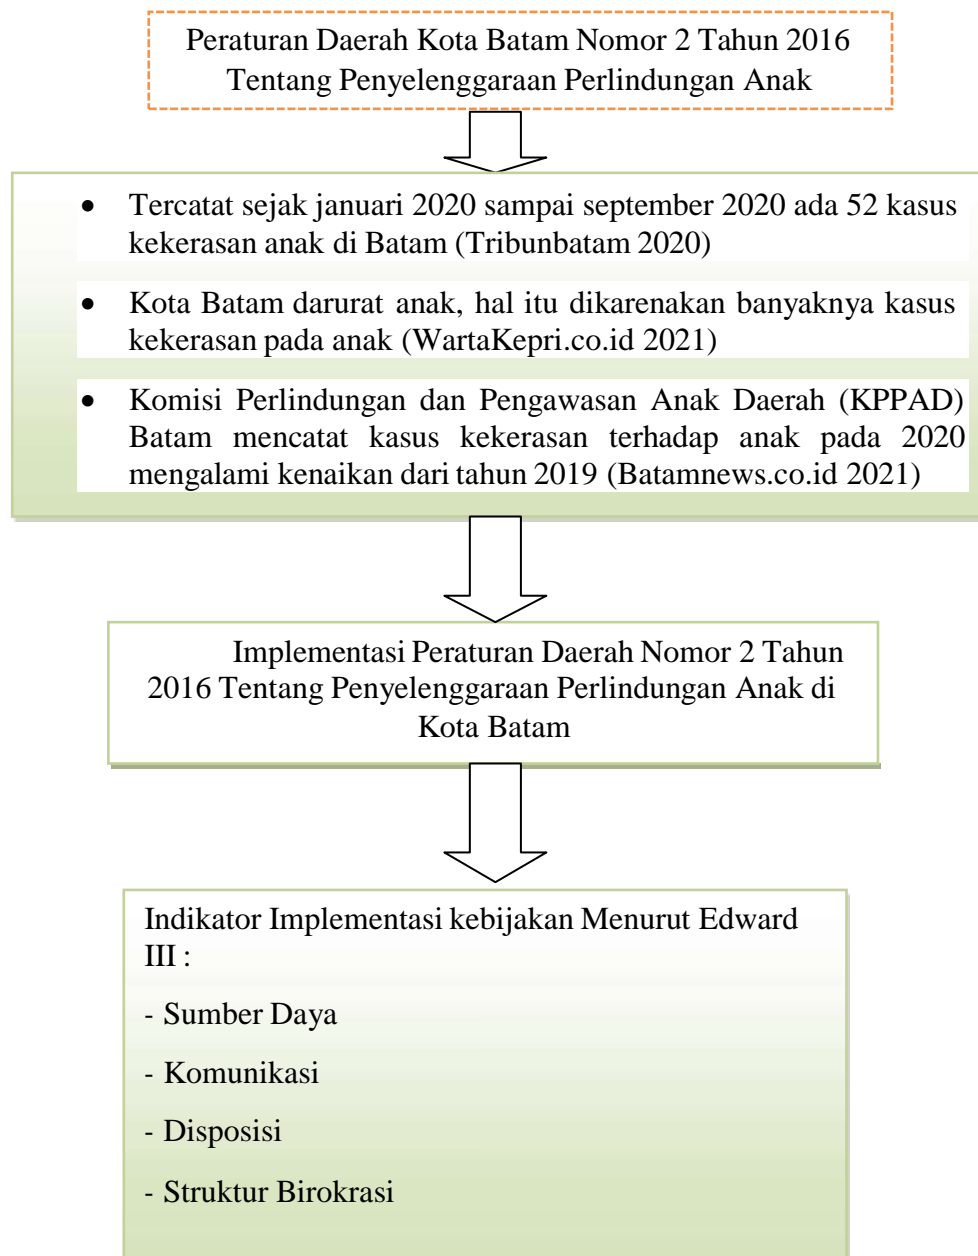 Peraturan Daerah Kota Batam Nomor 2 Tahun 2016
Tentang Penyelenggaraan Perlindungan Anak
• Tercatat sejak januari 2020 sampai september 2020 ada 52 kasus
kekerasan anak di Batam (Tribunbatam 2020)
• Kota Batam darurat anak, hal itu dikarenakan banyaknya kasus
kekerasan pada anak (WartaKepri.co.id 2021)
• Komisi Perlindungan dan Pengawasan Anak Daerah (KPPAD)
Batam mencatat kasus kekerasan terhadap anak pada 2020
mengalami kenaikan dari tahun 2019 (Batamnews.co.id 2021)
Implementasi Peraturan Daerah Nomor 2 Tahun
2016 Tentang Penyelenggaraan Perlindungan Anak di
Kota Batam
Indikator Implementasi kebijakan Menurut Edward
III :
- Sumber Daya
- Komunikasi
- Disposisi
- Struktur Birokrasi